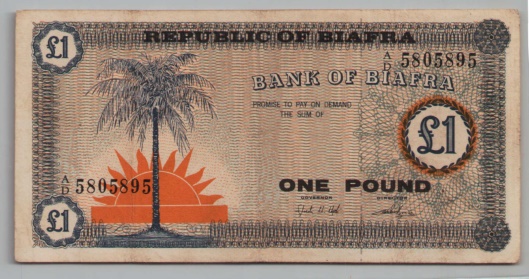 REPUBLIC OF BIAFRA
£1
A/D 5805895
BANK OF BIAFRA
PROMISE TO PAY ON DEMAND
THE SUM OF
£1
A/D 5805895
ONE POUND
GOVERNOR DIRECTOR
£1